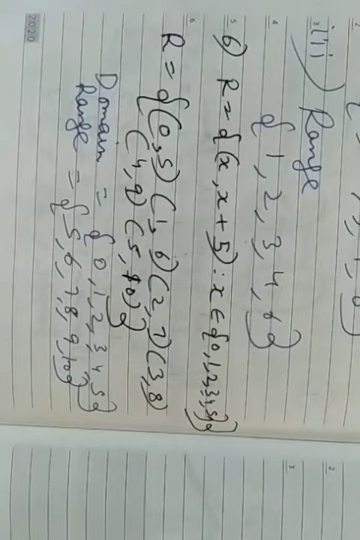 iii) Range
{1, 2, 3, 4, 6}
6) R = {(x, x + 5) : x ∈ {0,1,2,3,4,5}}
R = {(0,5) (1,6) (2,7) (3,8)
(4,9) (5,10)}
Domain = {0,1,2,3,4,5}
Range = {5,6,7,8,9,10}
2020